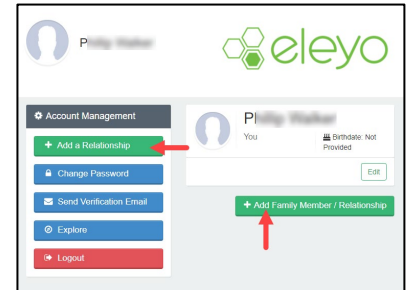 P
eleyo
Account Management
+ Add a Relationship
Change Password
Send Verification Email
Explore
Logout
P
You
Birthdate: Not
Provided
Edit
+ Add Family Member / Relationship